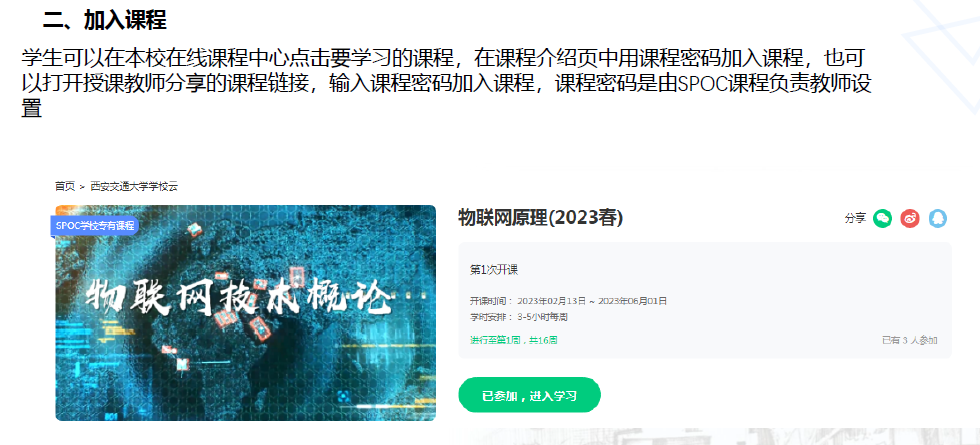 二、加入课程
学生可以在本校在线课程中心点击要学习的课程，在课程介绍页中用课程密码加入课程，也可
以打开授课教师分享的课程链接，输入课程密码加入课程，课程密码是由SPOC课程负责教师设
置
首页 > 西安交通大学学校云
SPOC学校专有课程
物联网技术概论
物联网原理(2023春)
分享
第1次开课
开课时间： 2023年02月13日 ~ 2023年06月01日
学时安排： 3-5小时每周
进行至第1周，共16周
已有 3 人参加
已参加，进入学习